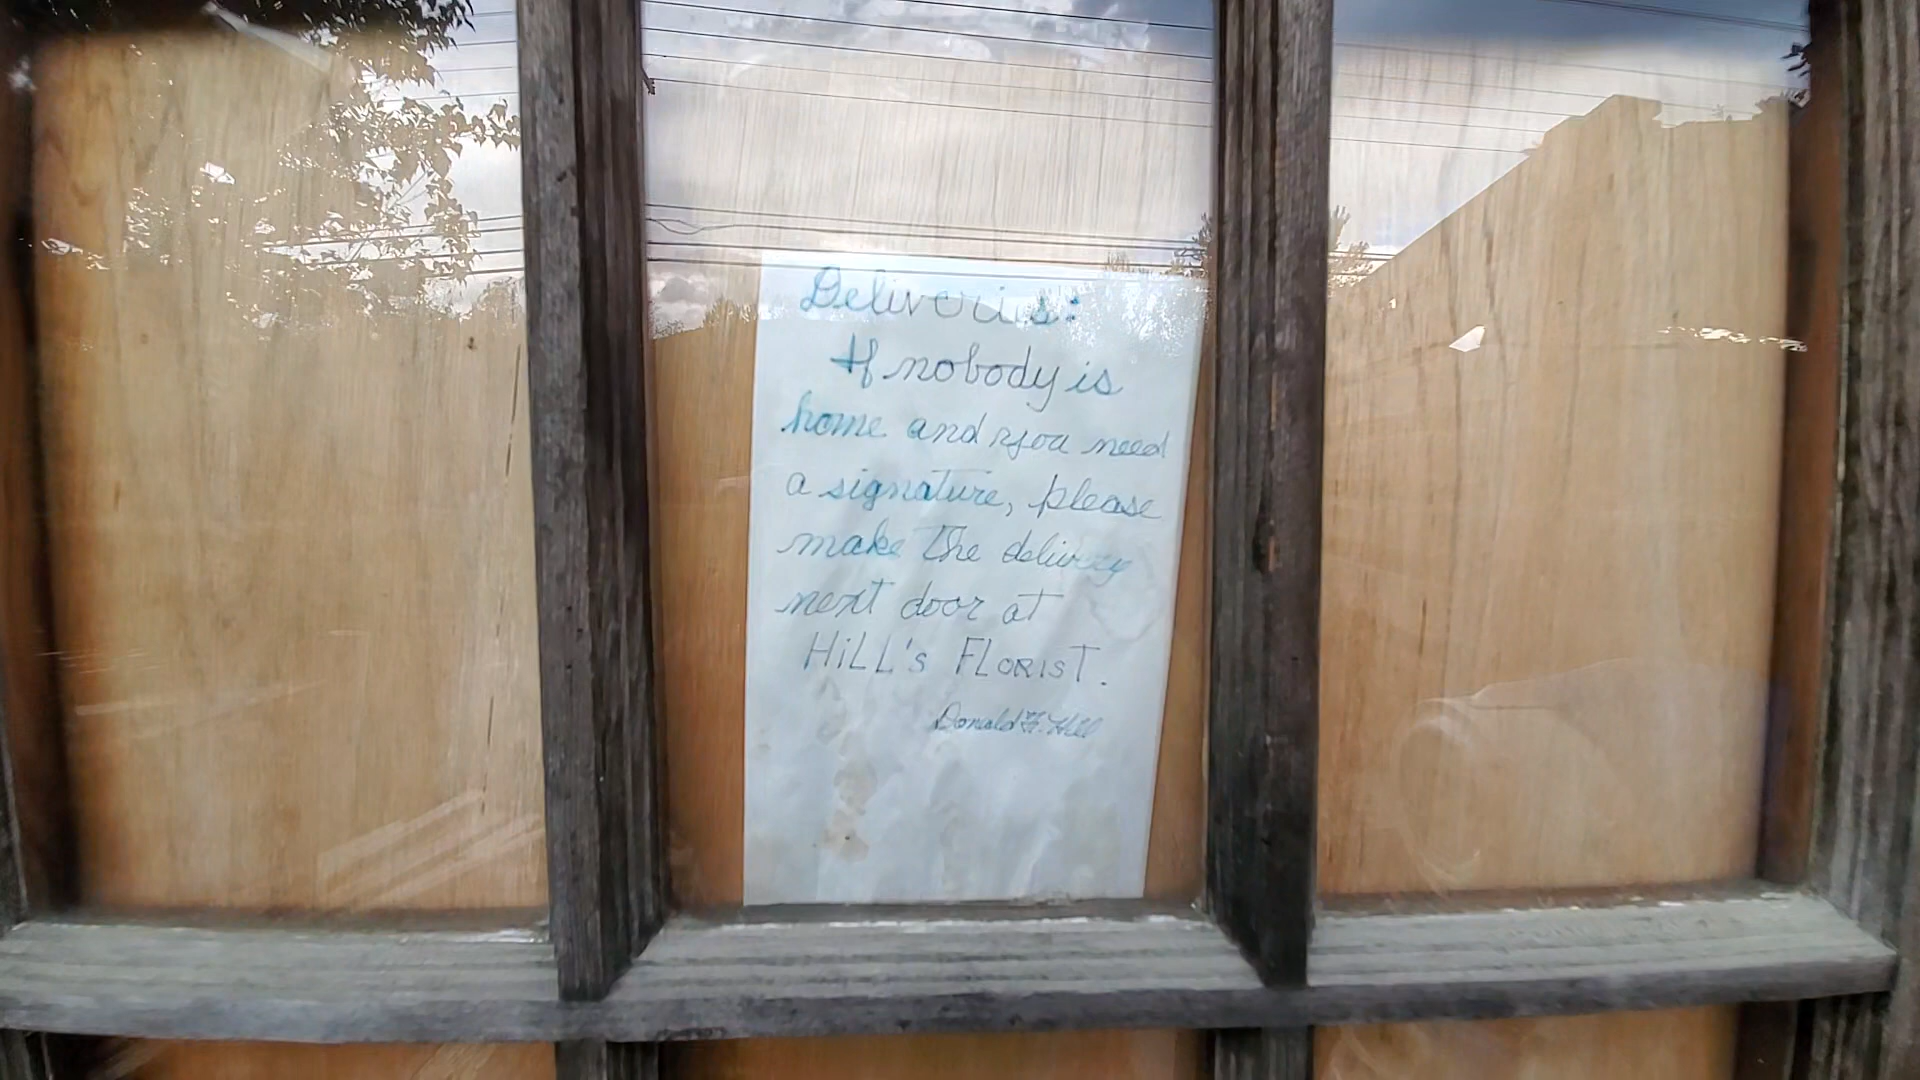 Deliveries:
If nobody is
home and you need
a signature, please
make the delivery
next door at
HiLL's FLORIST.
Donald F. Hill